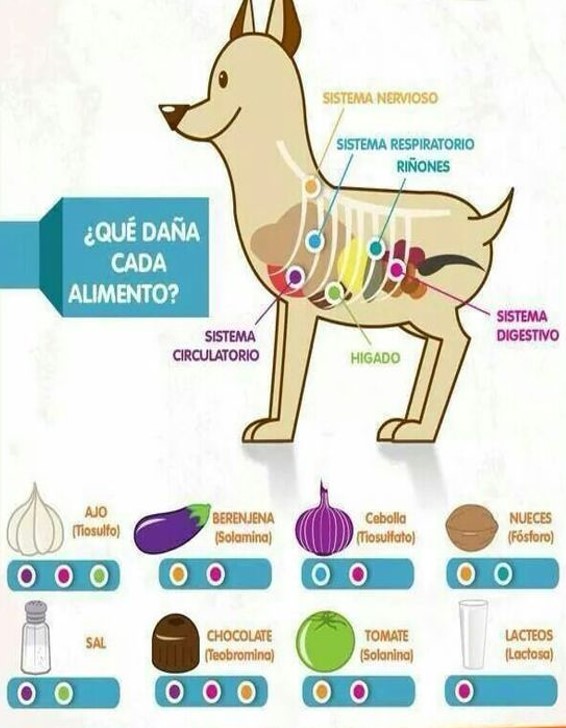 SISTEMA NERVIOSO
SISTEMA RESPIRATORIO
RIÑONES
¿QUÉ DAÑA
CADA
ALIMENTO?
SISTEMA
DIGESTIVO
SISTEMA
CIRCULATORIO
HIGADO
AJO
(Tiosulfo)
BERENJENA
(Solamina)
Cebolla
(Tiosulfato)
NUECES
(Fósforo)
SAL
CHOCOLATE
(Teobromina)
TOMATE
(Solanina)
LACTEOS
(Lactosa)